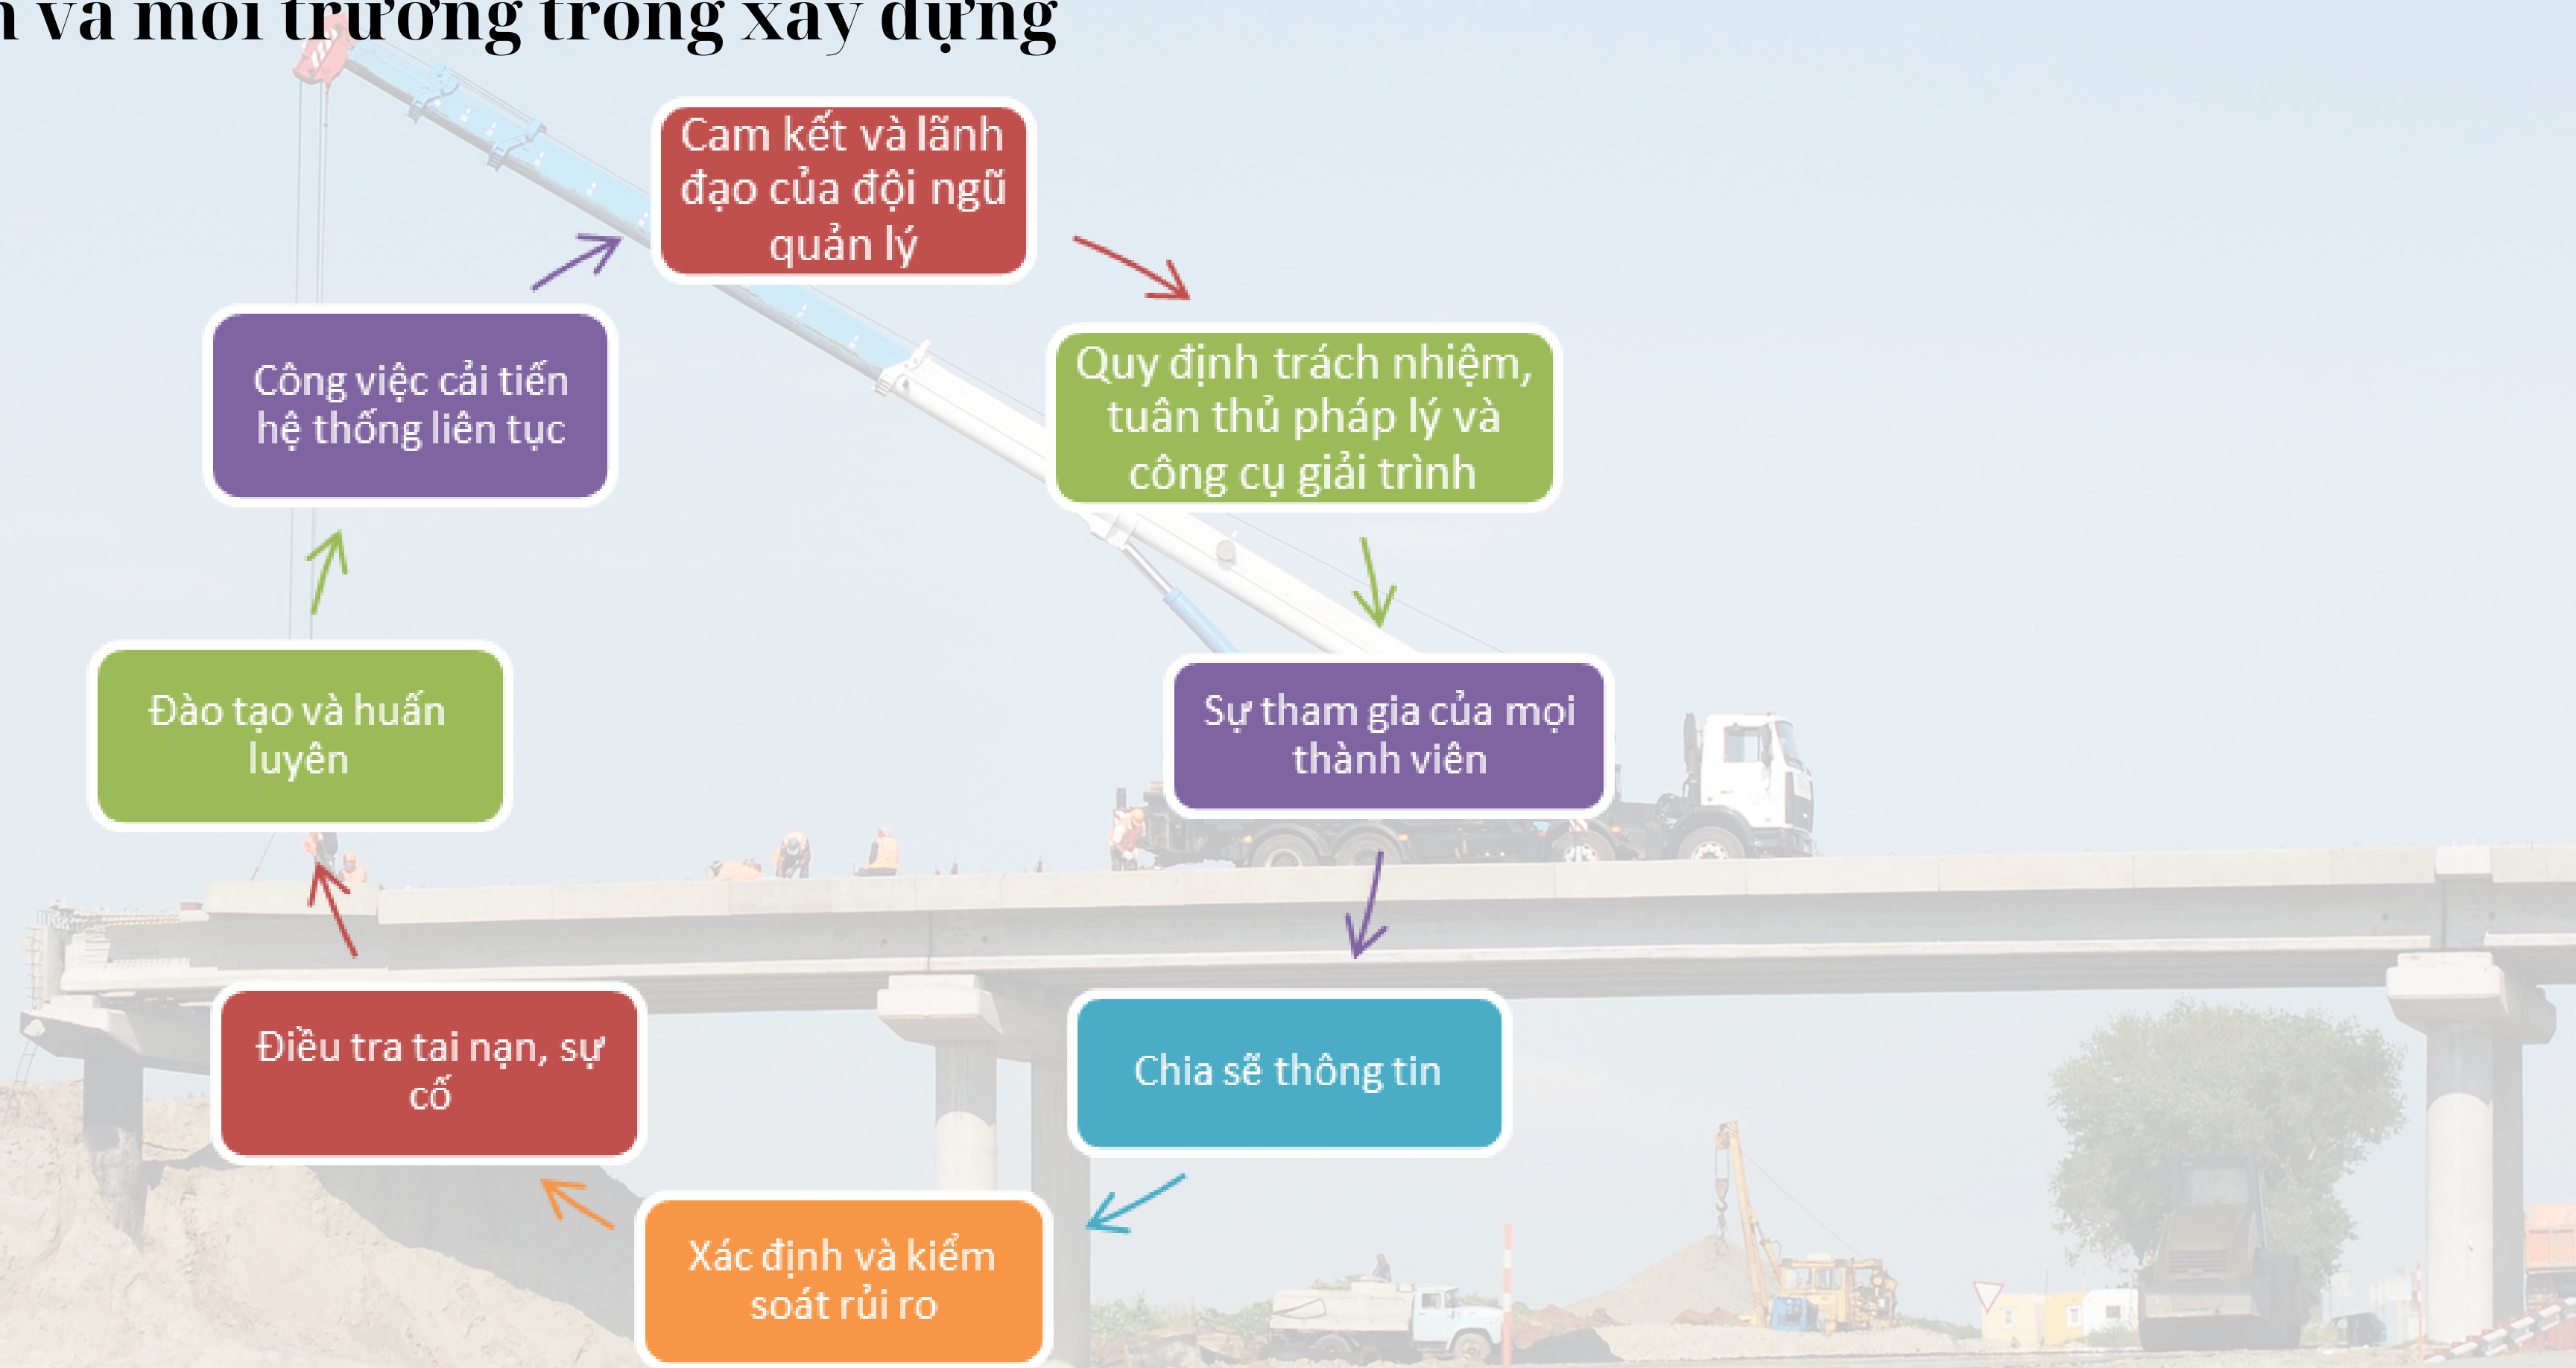 và môi trường trong xây dựng
Cam kết và lãnh
đạo của đội ngũ
quản lý
Quy định trách nhiệm,
tuân thủ pháp lý và
công cụ giải trình
Sự tham gia của mọi
thành viên
Chia sẽ thông tin
Xác định và kiểm
soát rủi ro
Điều tra tai nạn, sự
cỗ
Đào tạo và huấn
luyên
Công việc cải tiến
hệ thống liên tục